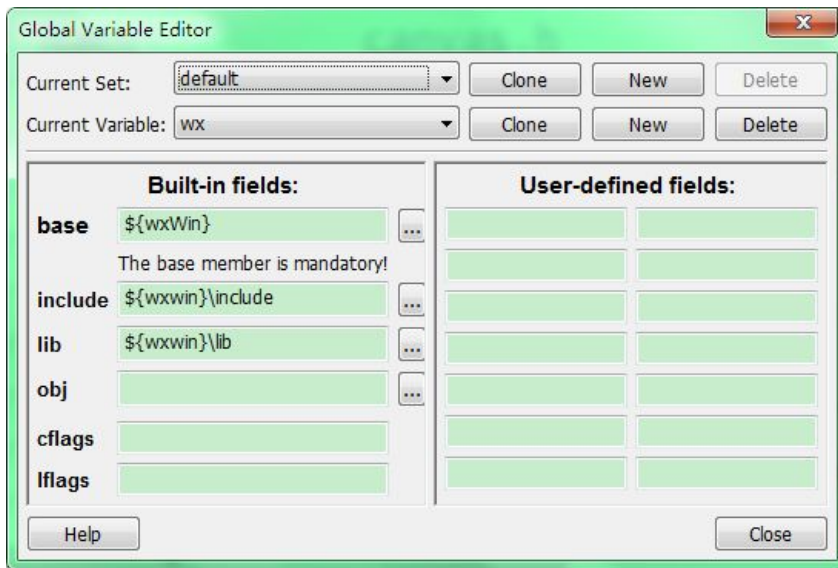 Global Variable Editor
canvas.h
Current Set: default Clone New Delete
Current Variable: wx Clone New Delete
Built-in fields: User-defined fields:
base ${wxWin} ...
The base member is mandatory!
include ${wxwin}\include ...
lib ${wxwin}\lib ...
obj ...
cflags
lflags
Help Close